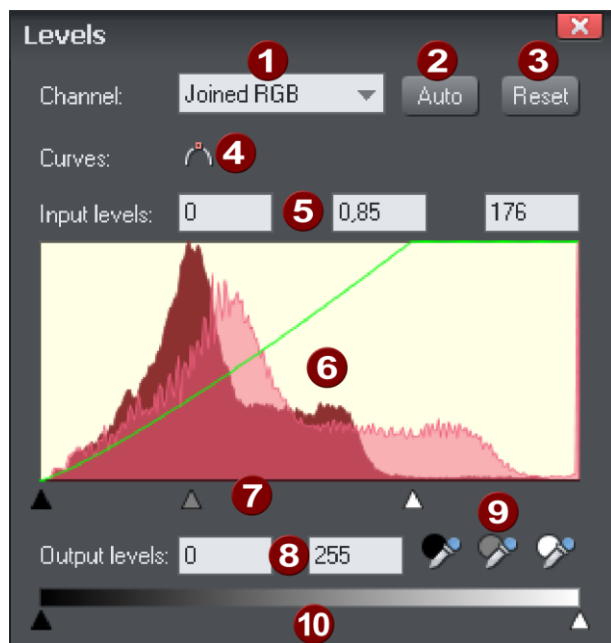 Levels
1 2 3
Channel: Joined RGB Auto Reset
Curves: 4
Input levels: 0 5 0,85 176
6
7
9
Output levels: 0 8 255
10